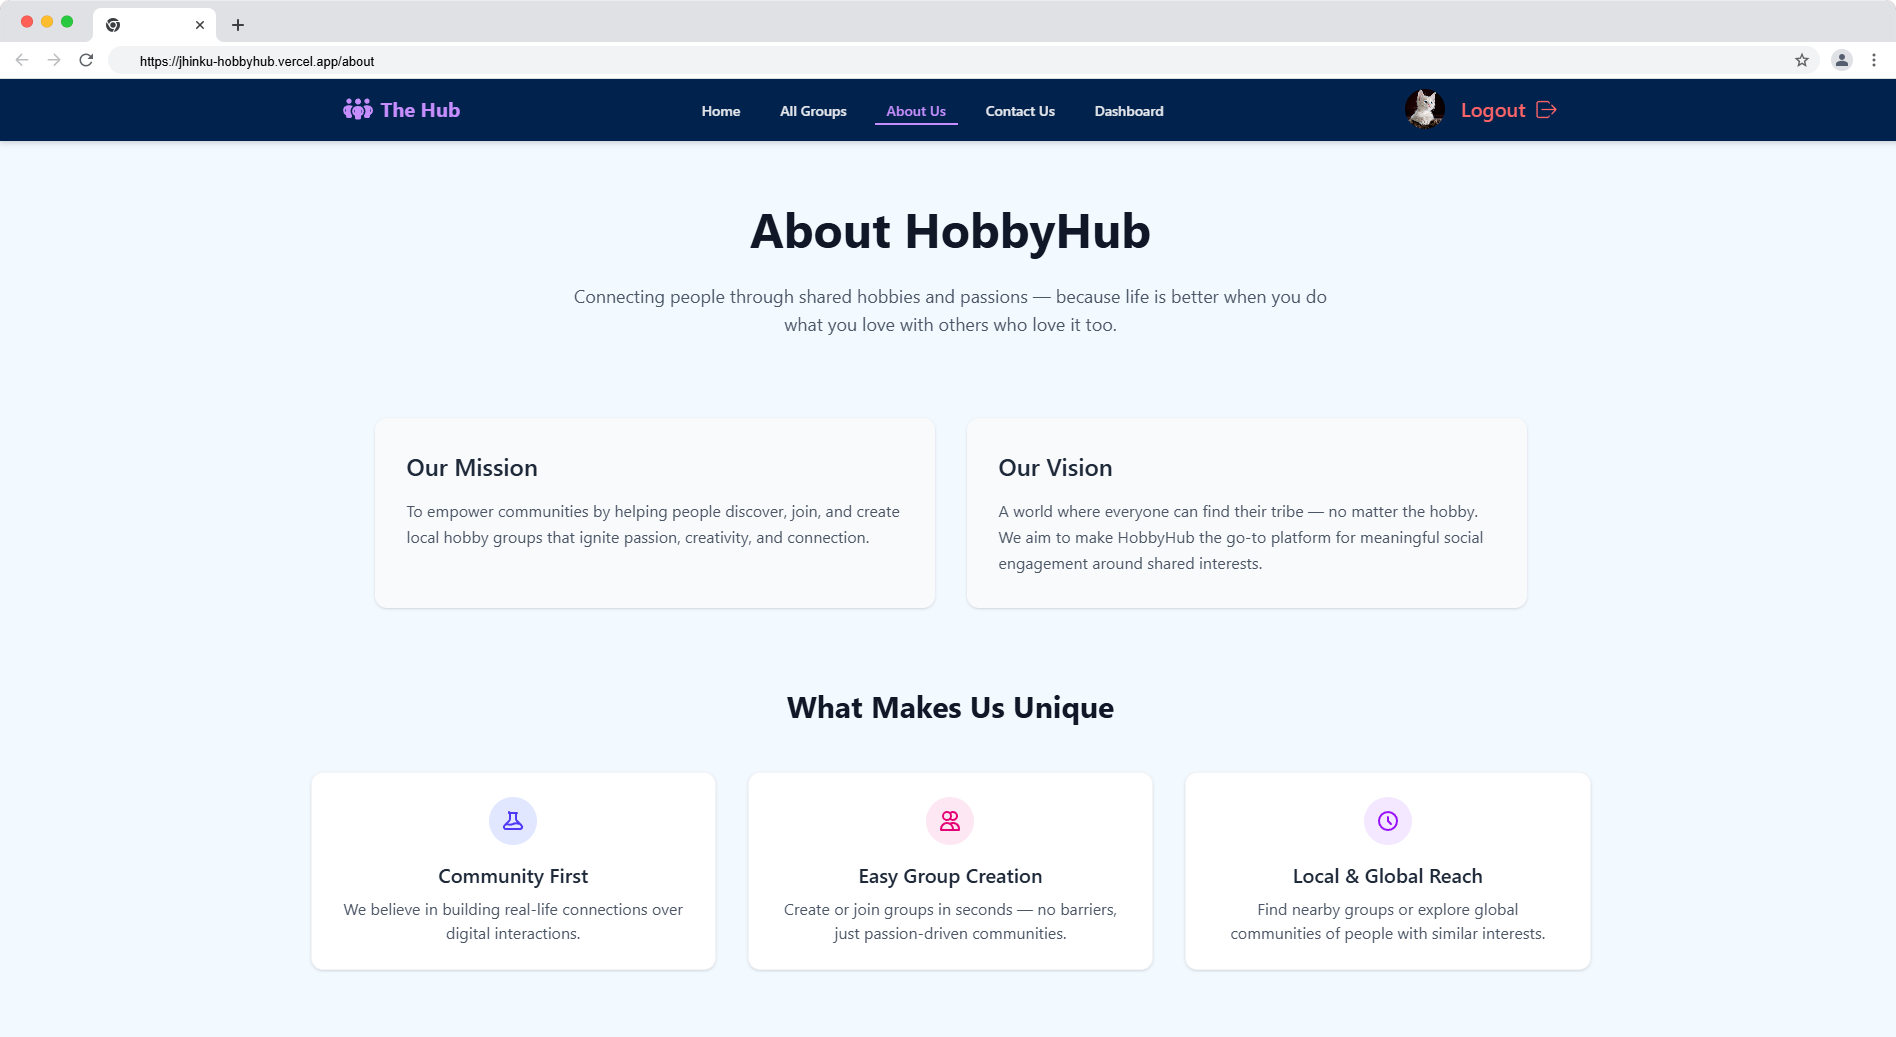 https://jhinku-hobbyhub.vercel.app/about
The Hub
Home
All Groups
About Us
Contact Us
Dashboard
Logout
About HobbyHub
Connecting people through shared hobbies and passions — because life is better when you do
what you love with others who love it too.
Our Mission
To empower communities by helping people discover, join, and create
local hobby groups that ignite passion, creativity, and connection.
Our Vision
A world where everyone can find their tribe — no matter the hobby.
We aim to make HobbyHub the go-to platform for meaningful social
engagement around shared interests.
What Makes Us Unique
Community First
We believe in building real-life connections over
digital interactions.
Easy Group Creation
Create or join groups in seconds — no barriers,
just passion-driven communities.
Local & Global Reach
Find nearby groups or explore global
communities of people with similar interests.